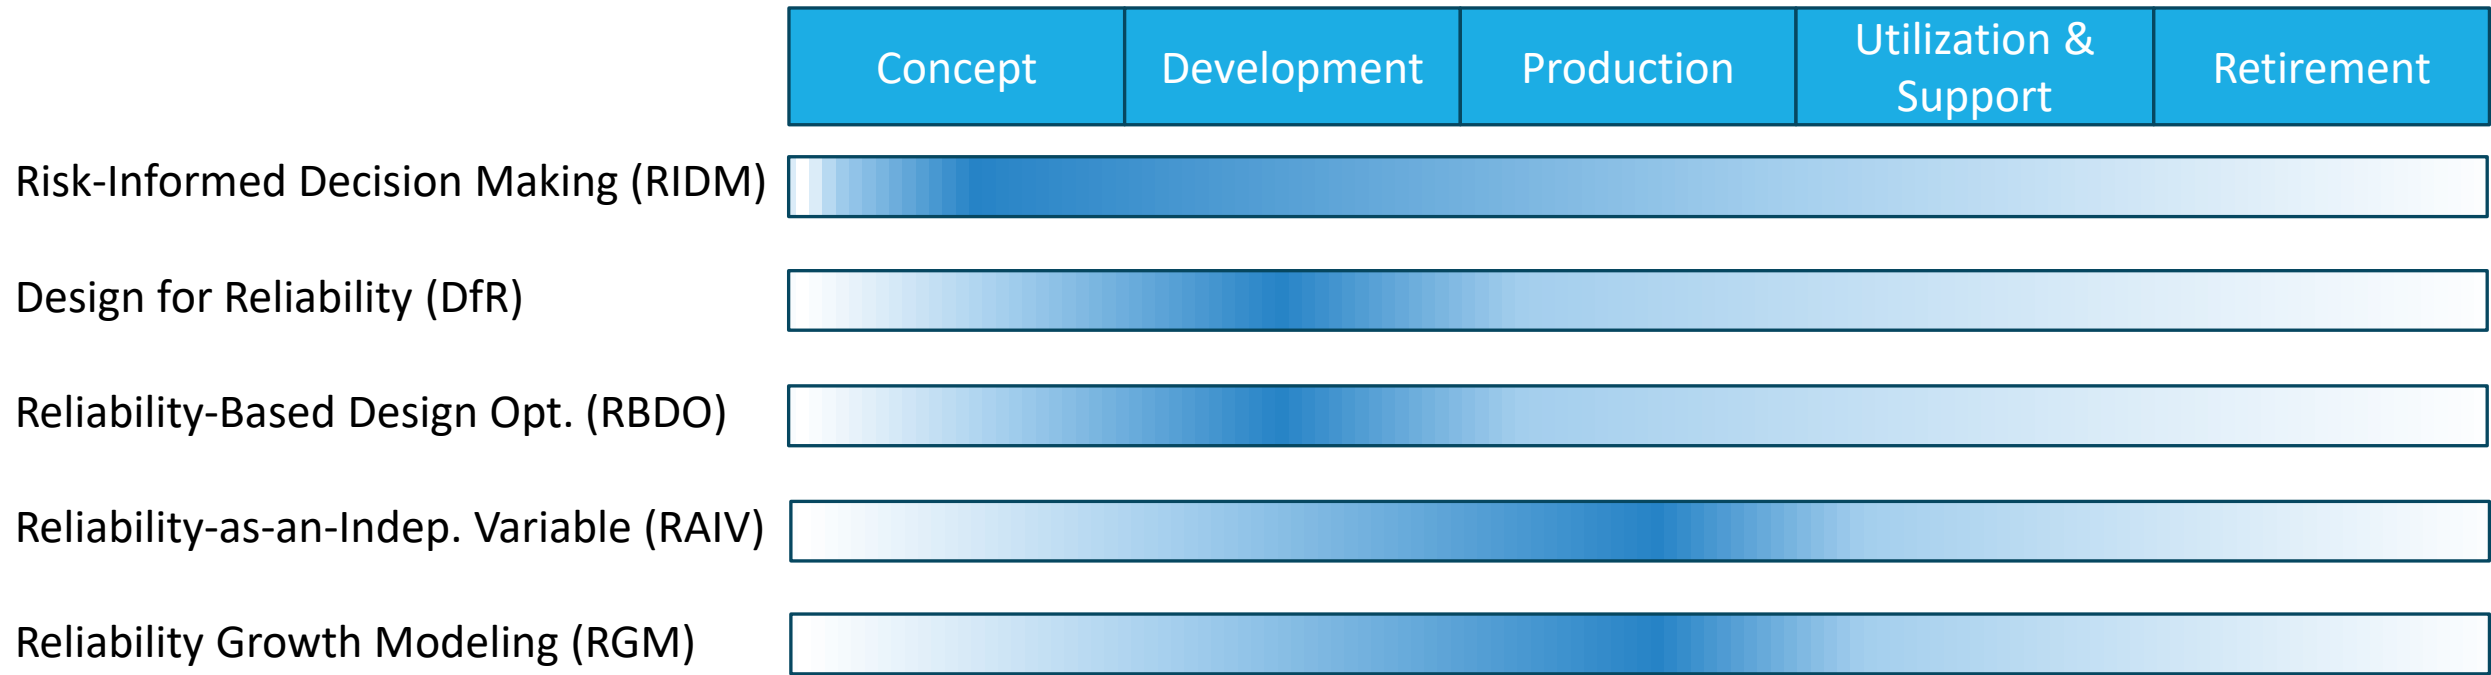 Concept
Development
Production
Utilization &
Support
Retirement
Risk-Informed Decision Making (RIDM)
Design for Reliability (DfR)
Reliability-Based Design Opt. (RBDO)
Reliability-as-an-Indep. Variable (RAIV)
Reliability Growth Modeling (RGM)